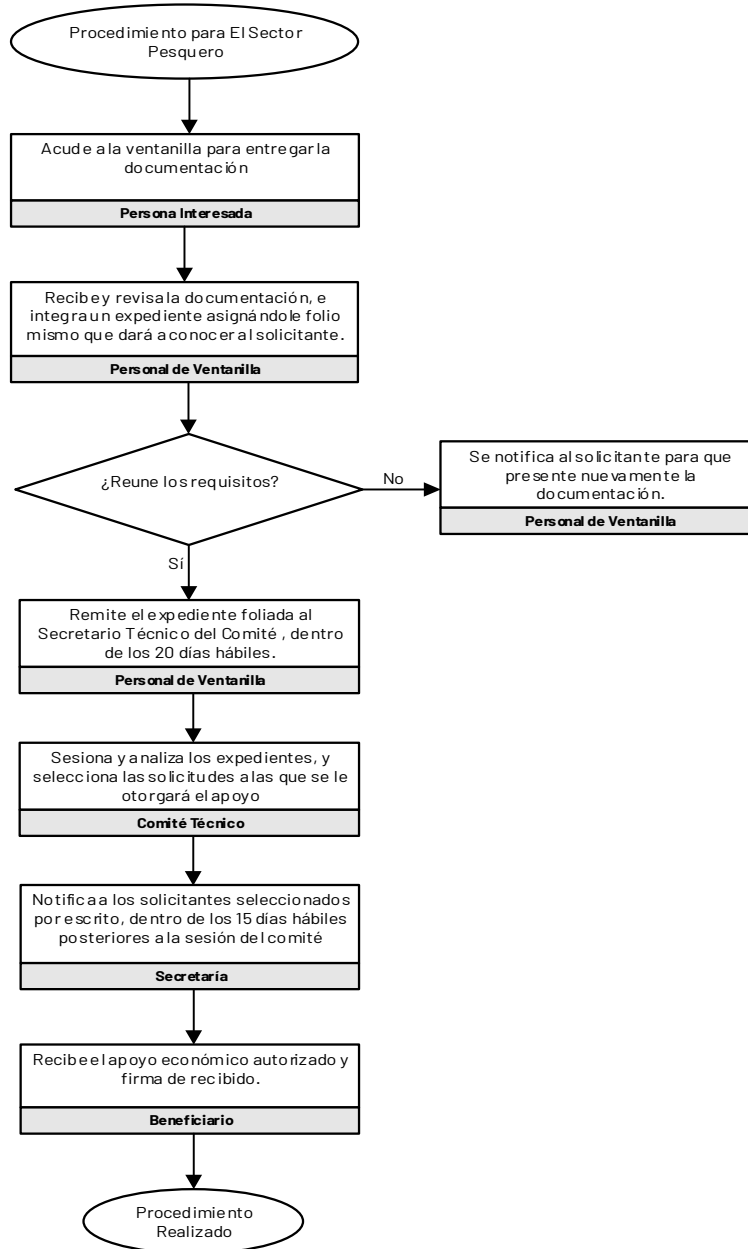 Procedimiento para El Sector
Pesquero
Acude a la ventanilla para entregar la
documentación
Persona Interesada
Recibe y revisa la documentación, e
integra un expediente asignándole folio
mismo que dará a conocer al solicitante.
Personal de Ventanilla
¿Reune los requisitos?
No
Se notifica al solicitante para que
presente nuevamente la
documentación.
Personal de Ventanilla
Sí
Remite el expediente foliada al
Secretario Técnico del Comité , dentro
de los 20 días hábiles.
Personal de Ventanilla
Sesiona y analiza los expedientes, y
selecciona las solicitudes a las que se le
otorgará el apoyo
Comité Técnico
Notifica a los solicitantes seleccionados
por escrito, dentro de los 15 días hábiles
posteriores a la sesión del comité
Secretaría
Recibe el apoyo económico autorizado y
firma de recibido.
Beneficiario
Procedimiento
Realizado